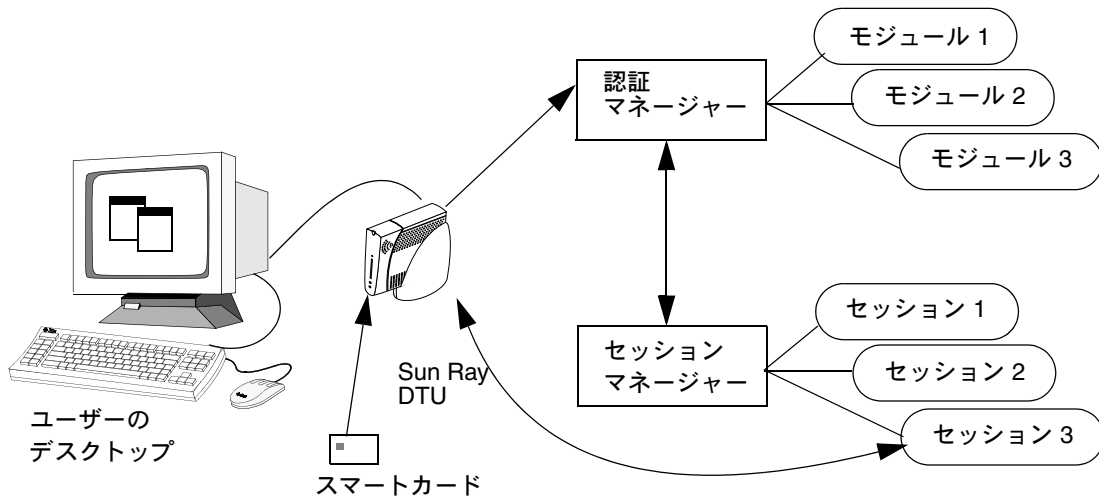 モジュール 1
認証
マネージャー
モジュール 2
モジュール 3
セッション 1
セッション
マネージャー
セッション 2
セッション 3
Sun Ray
DTU
ユーザーの
デスクトップ
スマートカード